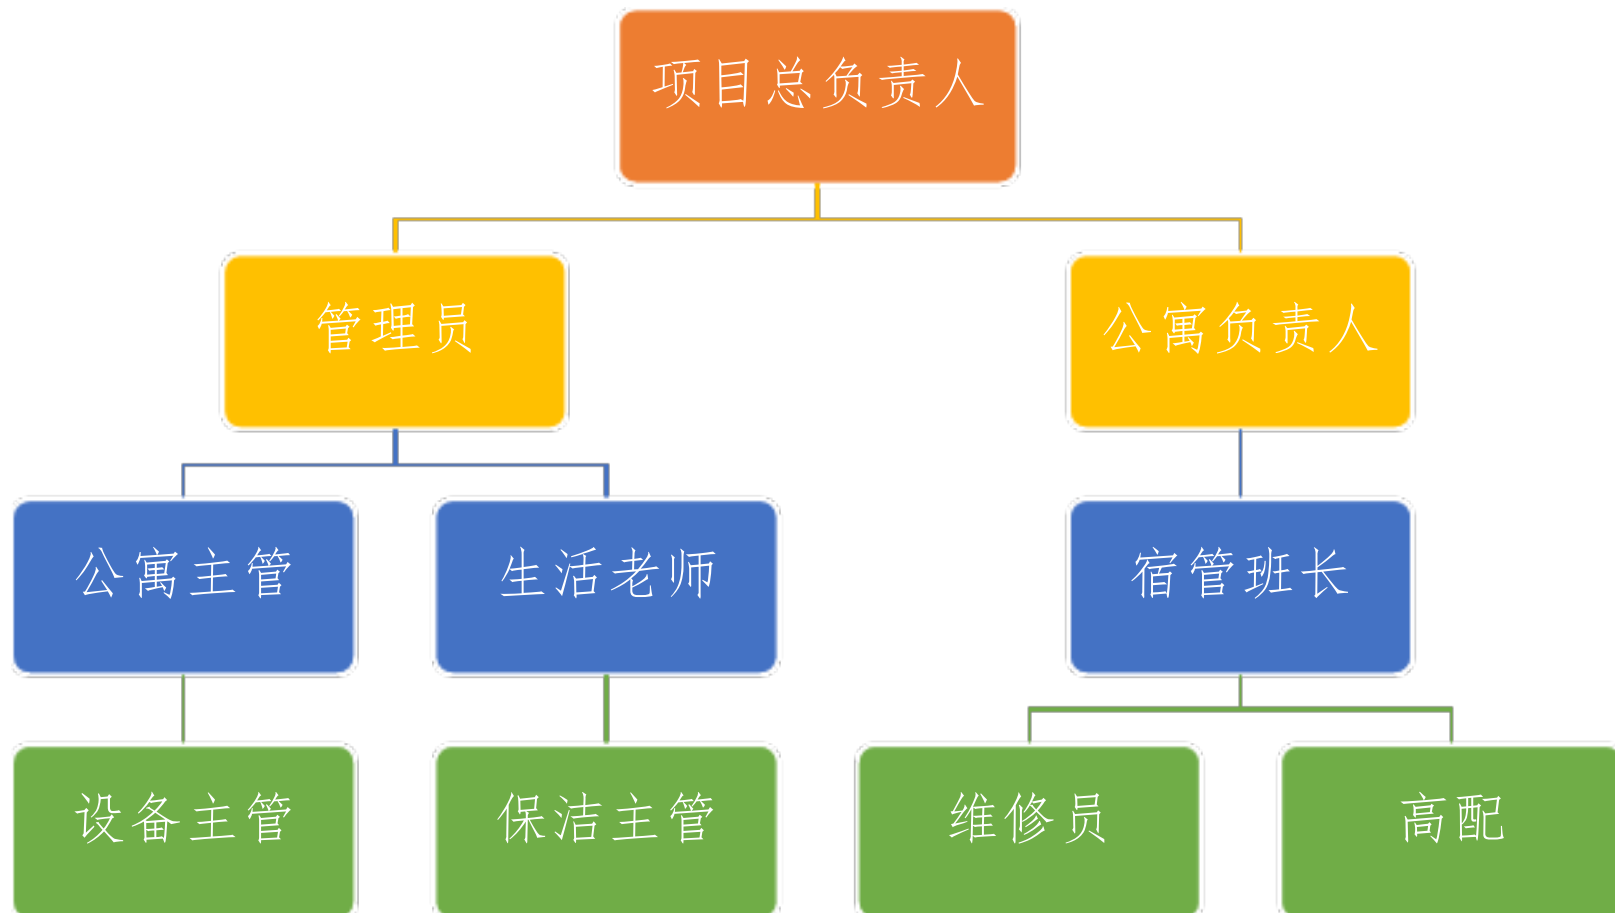 项目总负责人
管理员
公寓负责人
公寓主管
生活老师
宿管班长
设备主管
保洁主管
维修员
高配